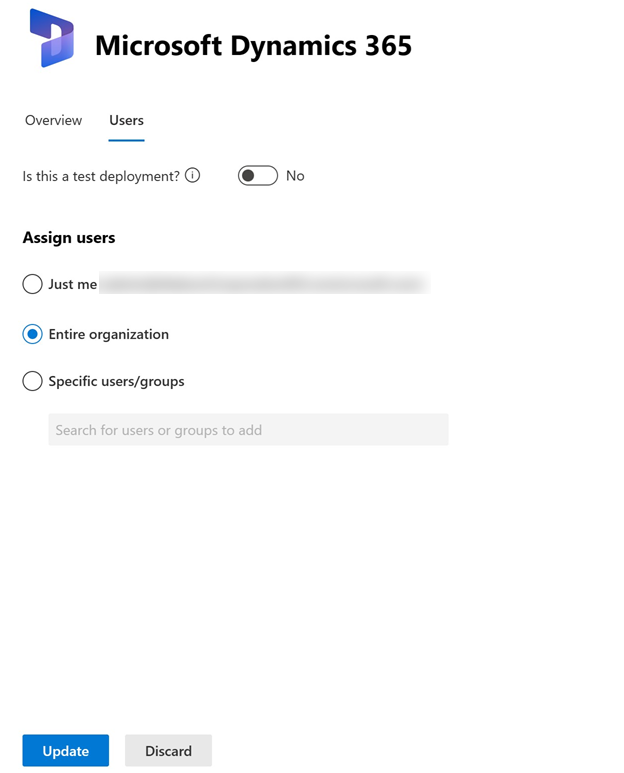 Microsoft Dynamics 365
Overview Users
Is this a test deployment? No
Assign users
Just me
Entire organization
Specific users/groups
Search for users or groups to add
Update Discard